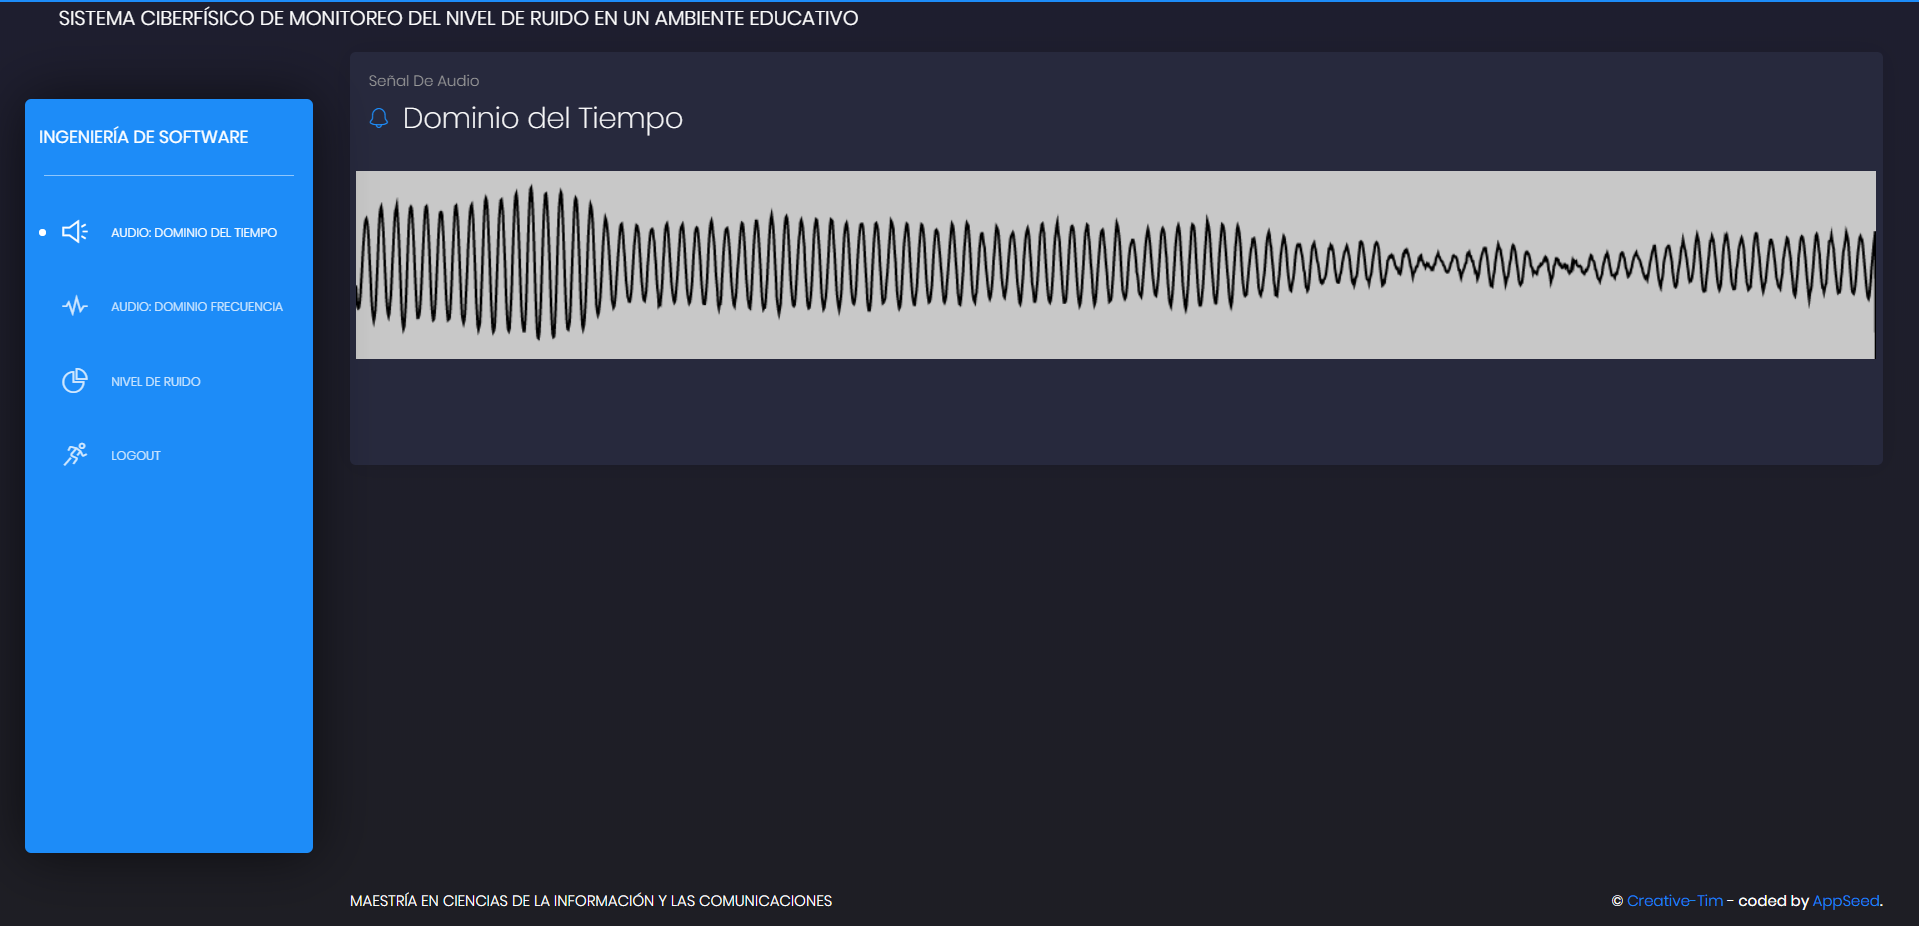 SISTEMA CIBERFÍSICO DE MONITOREO DEL NIVEL DE RUIDO EN UN AMBIENTE EDUCATIVO
INGENIERÍA DE SOFTWARE
AUDIO: DOMINIO DEL TIEMPO
AUDIO: DOMINIO FRECUENCIA
NIVEL DE RUIDO
LOGOUT
Señal De Audio
Dominio del Tiempo
MAESTRÍA EN CIENCIAS DE LA INFORMACIÓN Y LAS COMUNICACIONES
© Creative-Tim - coded by AppSeed.